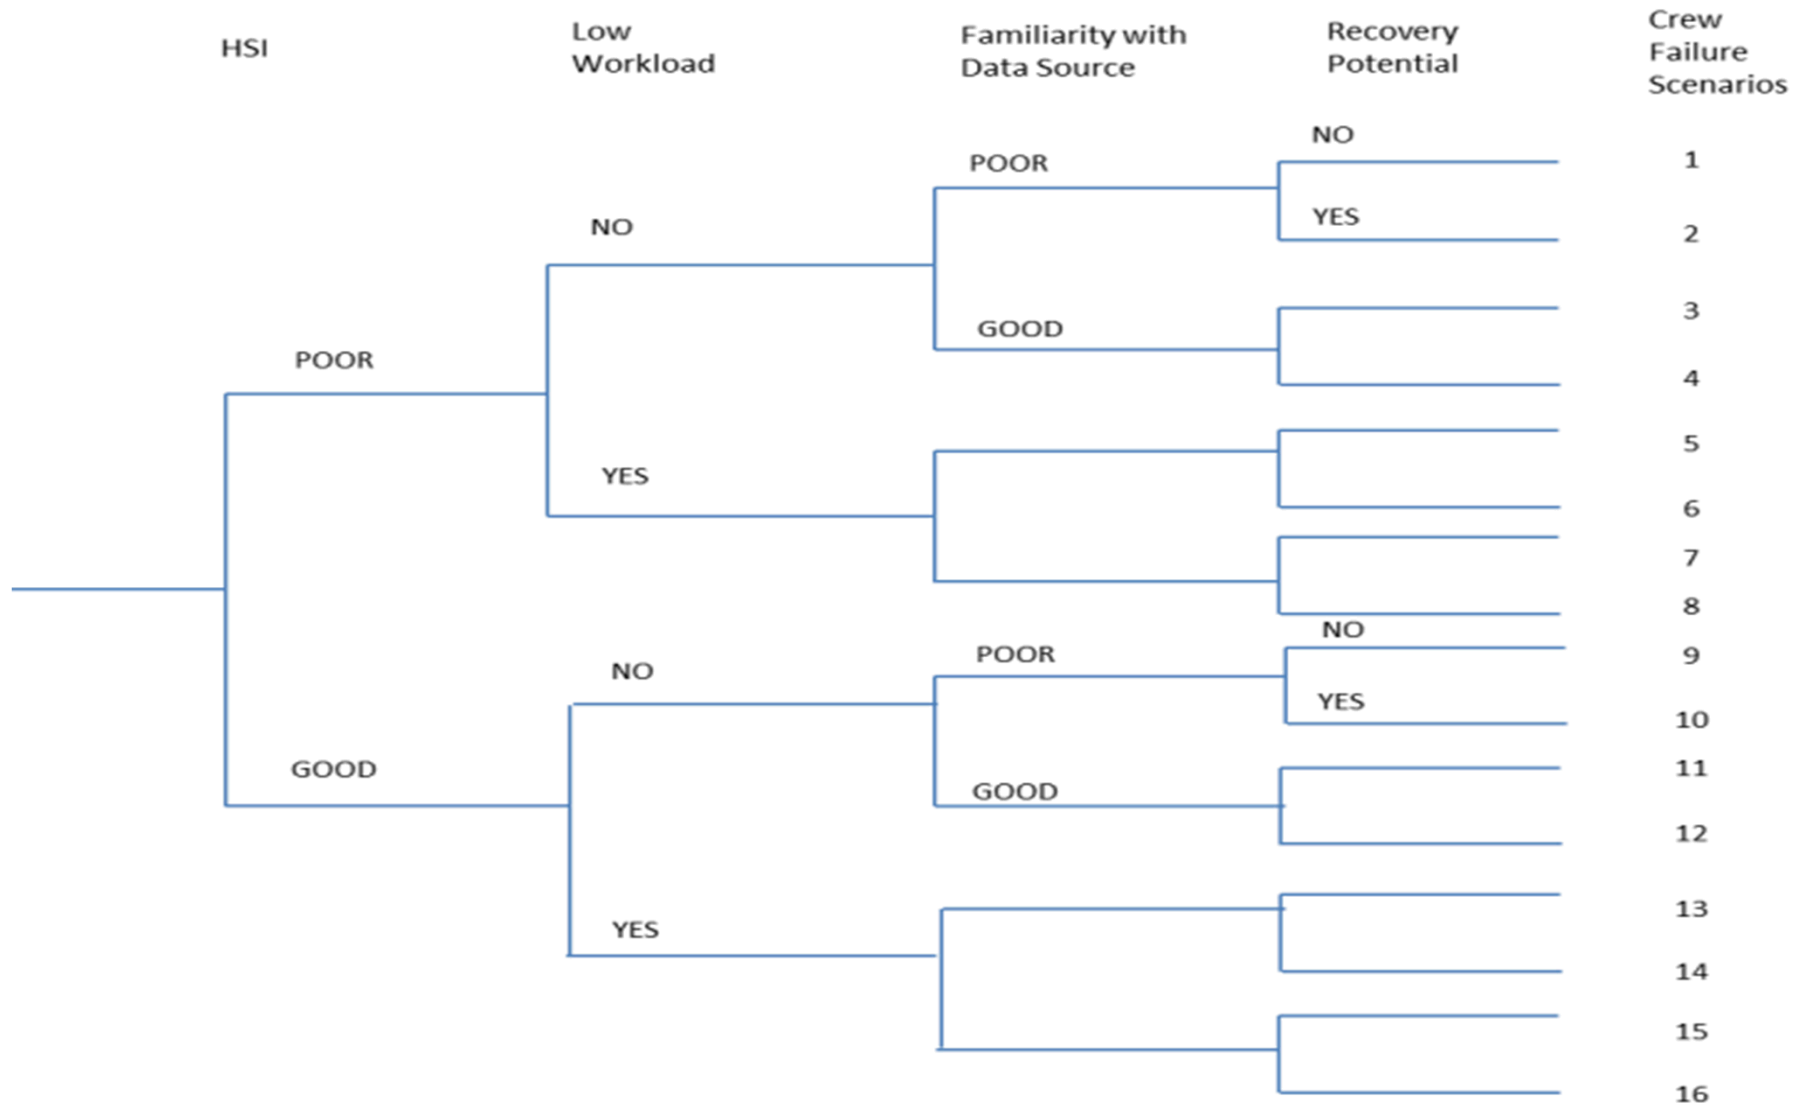 HSI
Low
Workload
Familiarity with
Data Source
Recovery
Potential
Crew
Failure
Scenarios
NO
POOR
1
YES
NO
2
3
GOOD
POOR
4
5
YES
6
7
8
NO
POOR
9
NO
YES
10
GOOD
11
GOOD
12
13
YES
14
15
16